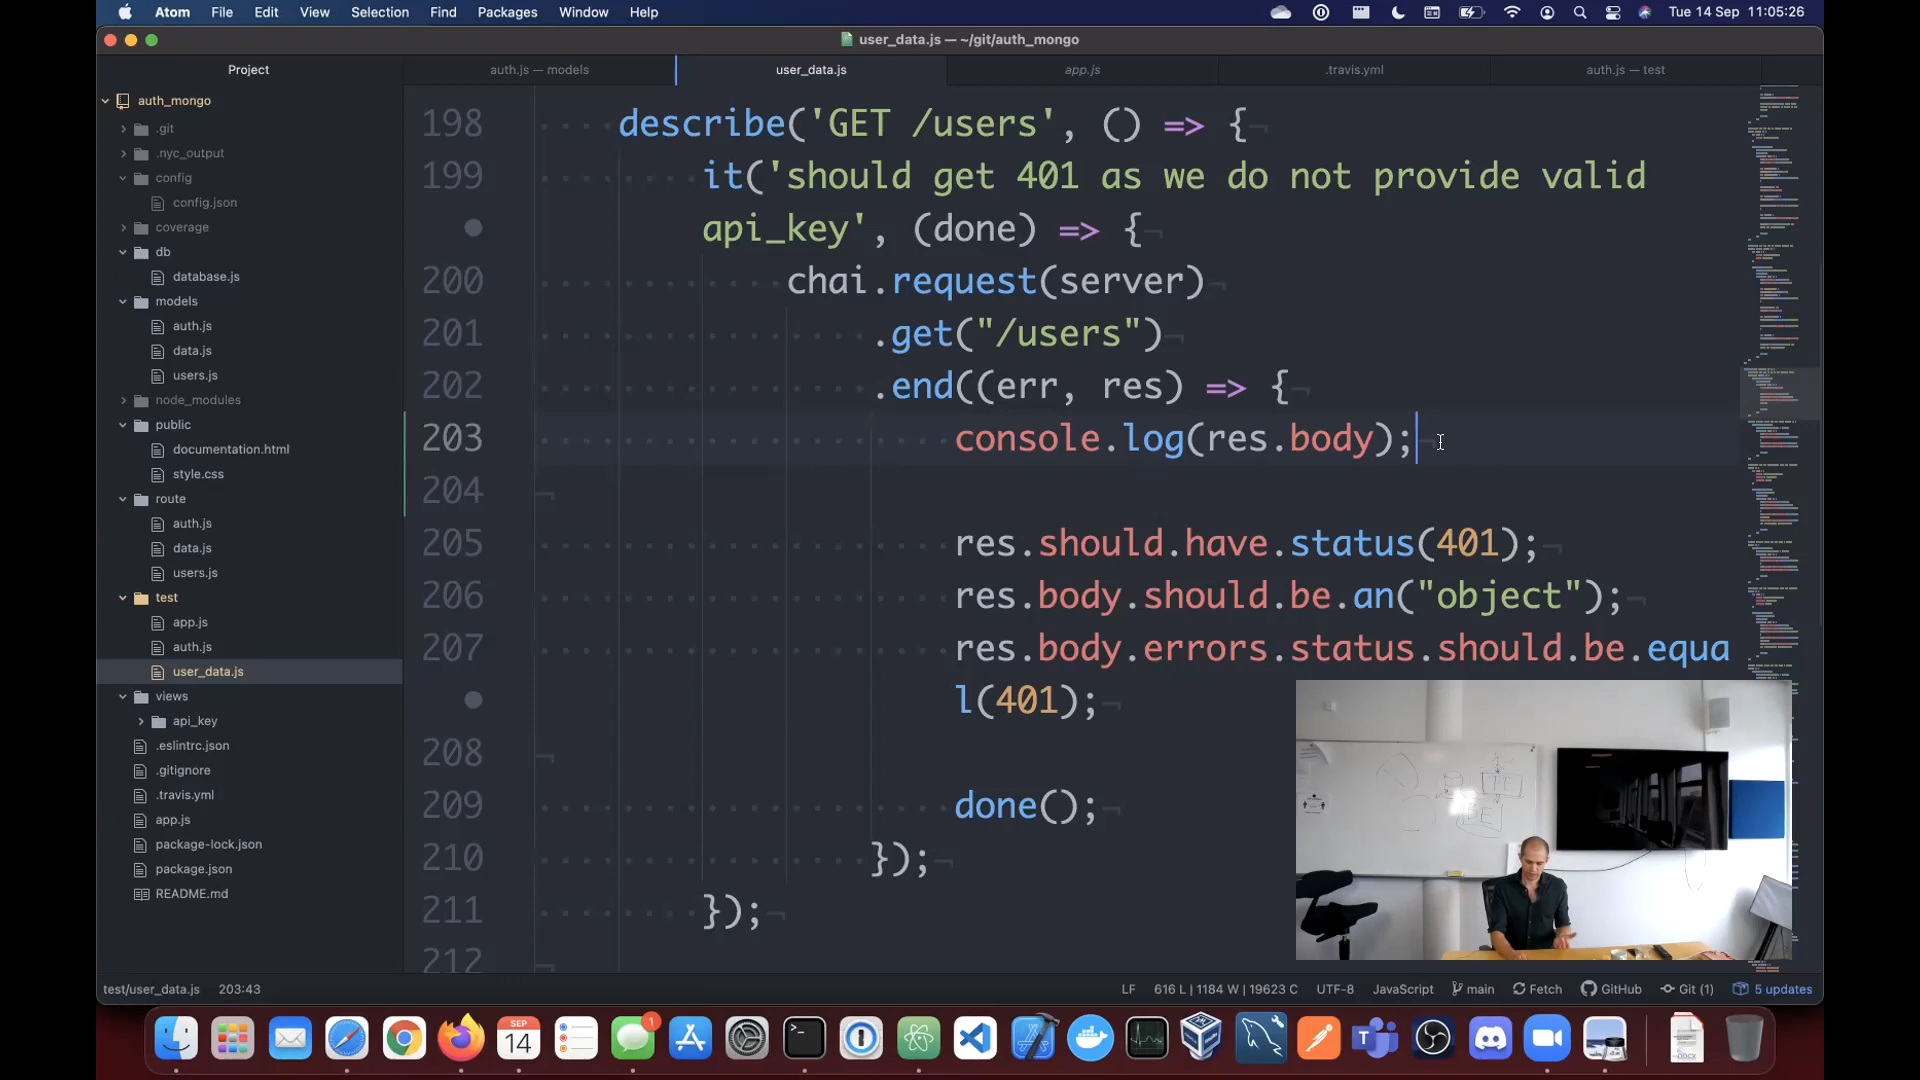 Atom File Edit View Selection Find Packages Window Help
Tue 14 Sep 11:05:26
user_data.js — ~/git/auth_mongo
Project
auth.js — models
user_data.js
app.js
.travis.yml
auth.js — test
auth_mongo
.git
.nyc_output
config
config.json
coverage
db
database.js
models
auth.js
data.js
users.js
node_modules
public
documentation.html
style.css
route
auth.js
data.js
users.js
test
app.js
auth.js
user_data.js
views
api_key
.eslintrc.json
.gitignore
.travis.yml
app.js
package-lock.json
package.json
README.md
198 describe('GET /users', () => {
199 it('should get 401 as we do not provide valid
api_key', (done) => {
200 chai.request(server)
201 .get("/users")
202 .end((err, res) => {
203 console.log(res.body);
204
205 res.should.have.status(401);
206 res.body.should.be.an("object");
207 res.body.errors.status.should.be.equa
l(401);
208
209 done();
210 });
211 });
212
test/user_data.js 203:43
LF 616 L | 1184 W | 19623 C UTF-8 JavaScript main Fetch GitHub Git (1) 5 updates
SEP
14
1
DOCX